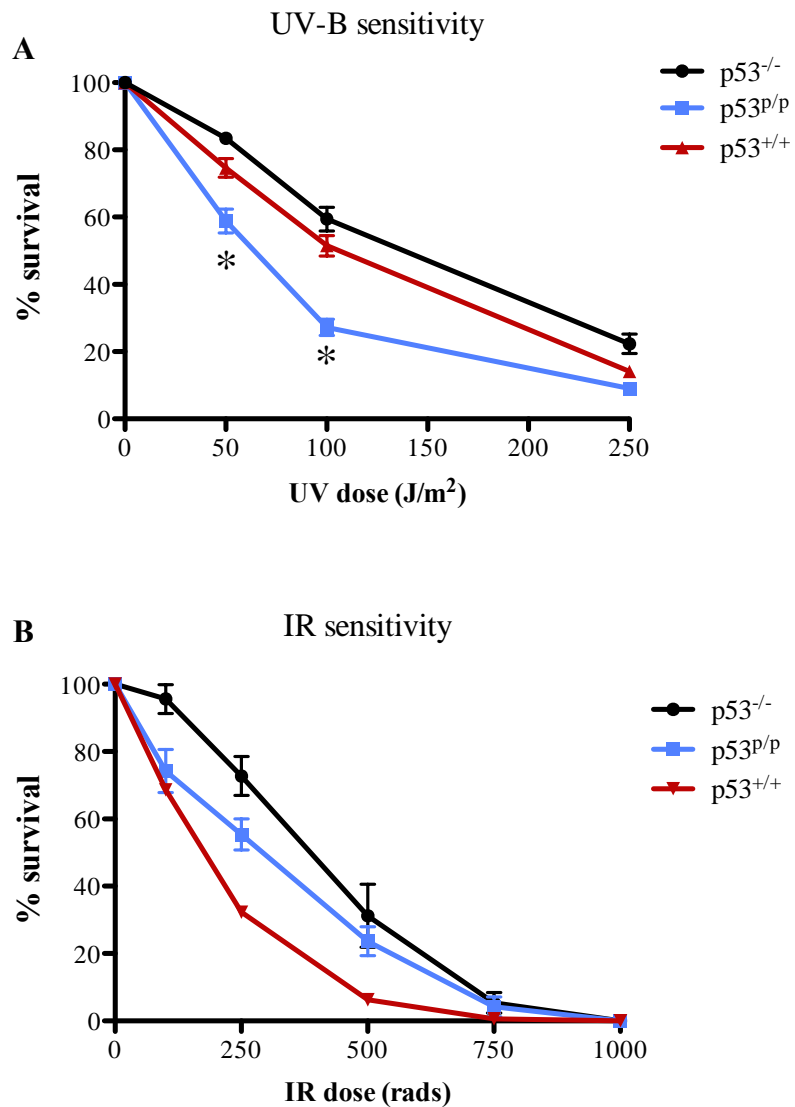 UV-B sensitivity
A
100
80
60
40
20
0
% survival
*
*
0 50 100 150 200 250
UV dose (J/m²)
p53⁻/⁻
p53ᵖ/ᵖ
p53⁺/⁺
IR sensitivity
B
100
80
60
40
20
0
% survival
0 250 500 750 1000
IR dose (rads)
p53⁻/⁻
p53ᵖ/ᵖ
p53⁺/⁺